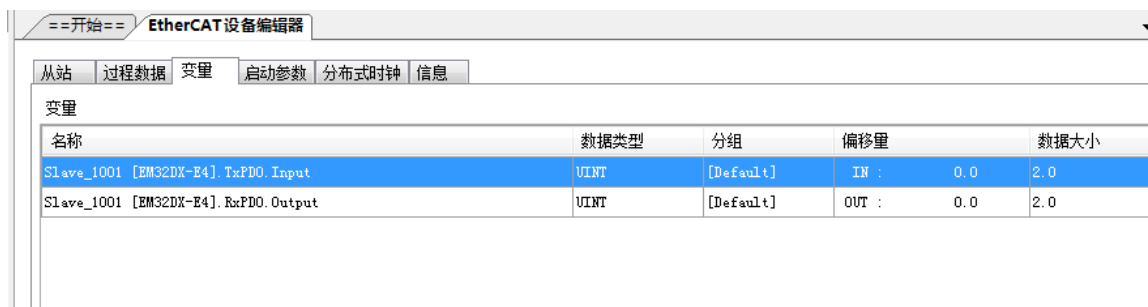 ==开始== EtherCAT设备编辑器
从站 过程数据 变量 启动参数 分布式时钟 信息
变量
名称 数据类型 分组 偏移量 数据大小
Slave_1001 [EM32DX-E4].TxPDO.Input UINT [Default] IN : 0.0 2.0
Slave_1001 [EM32DX-E4].RxPDO.Output UINT [Default] OUT : 0.0 2.0